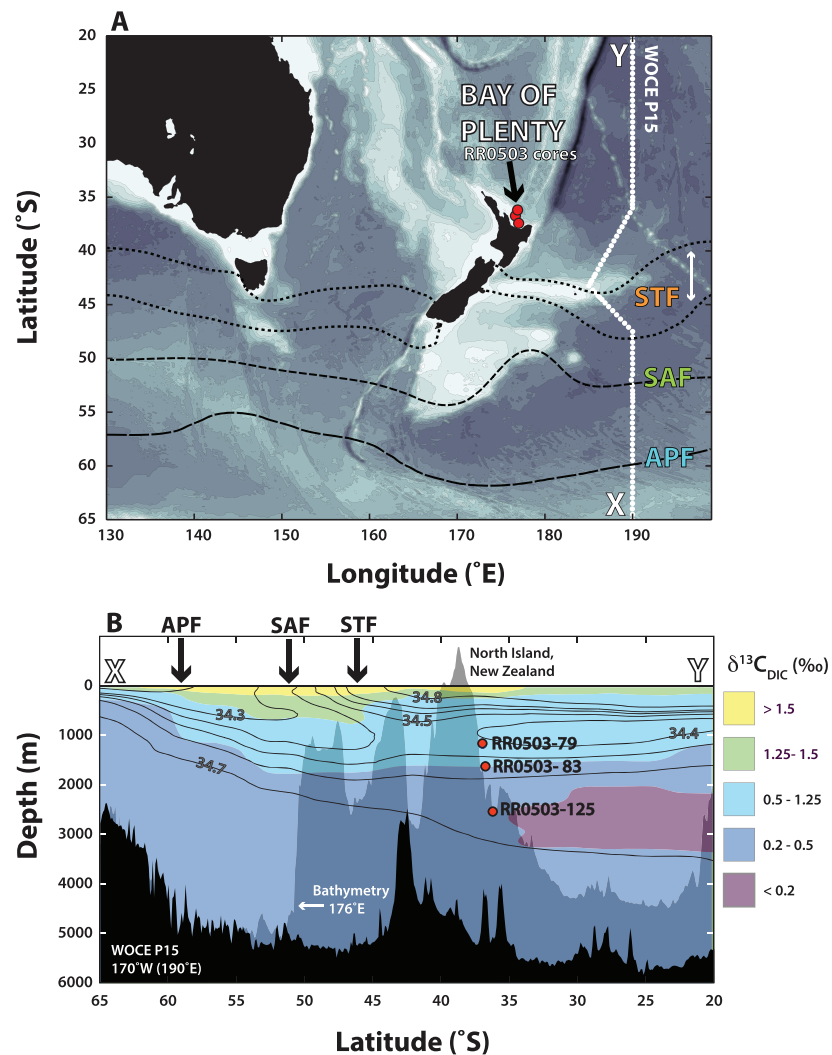 A
20
25
30
35
40
45
50
55
60
65
Latitude (˚S)
Y
WOCE P15
BAY OF
PLENTY
RR0503 cores
STF
SAF
APF
X
130
140
150
160
170
180
190
Longitude (˚E)
B
APF
SAF
STF
X
North Island,
New Zealand
Y
0
1000
2000
3000
4000
5000
6000
Depth (m)
34.3
34.8
34.5
34.4
34.7
RR0503-79
RR0503- 83
RR0503-125
Bathymetry
176˚E
WOCE P15
170˚W (190˚E)
65
60
55
50
45
40
35
30
25
20
Latitude (˚S)
δ¹³C_DIC (‰)
> 1.5
1.25- 1.5
0.5 - 1.25
0.2 - 0.5
< 0.2